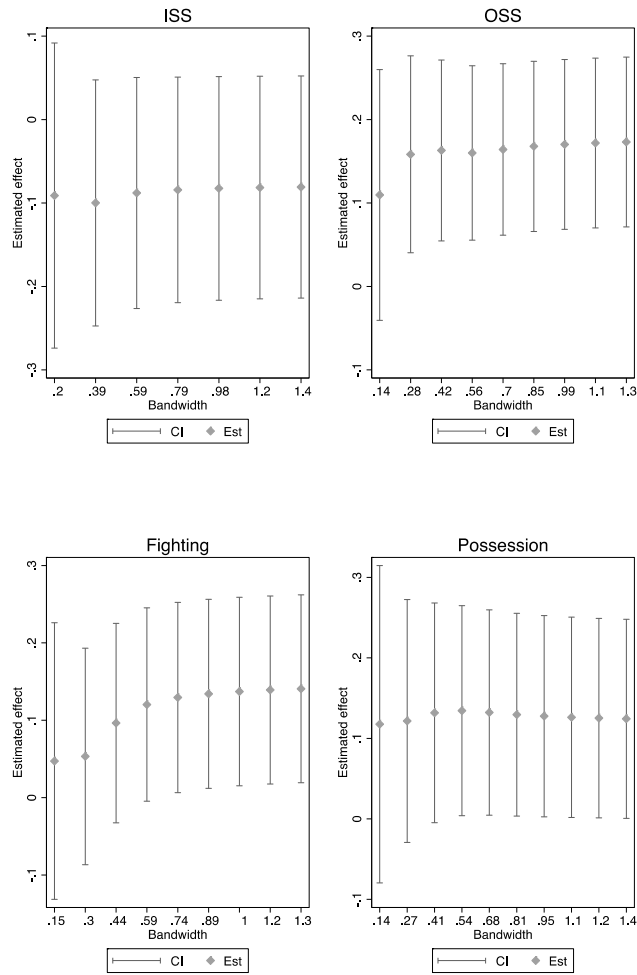 ISS
Estimated effect
.1
0
-.1
-.2
-.3
.2 .39 .59 .79 .98 1.2 1.4
Bandwidth
CI Est
OSS
Estimated effect
.3
.2
.1
0
-.1
.14 .28 .42 .56 .7 .85 .99 1.1 1.3
Bandwidth
CI Est
Fighting
Estimated effect
.3
.2
.1
0
-.1
.15 .3 .44 .59 .74 .89 1 1.2 1.3
Bandwidth
CI Est
Possession
Estimated effect
.3
.2
.1
0
-.1
.14 .27 .41 .54 .68 .81 .95 1.1 1.2 1.4
Bandwidth
CI Est